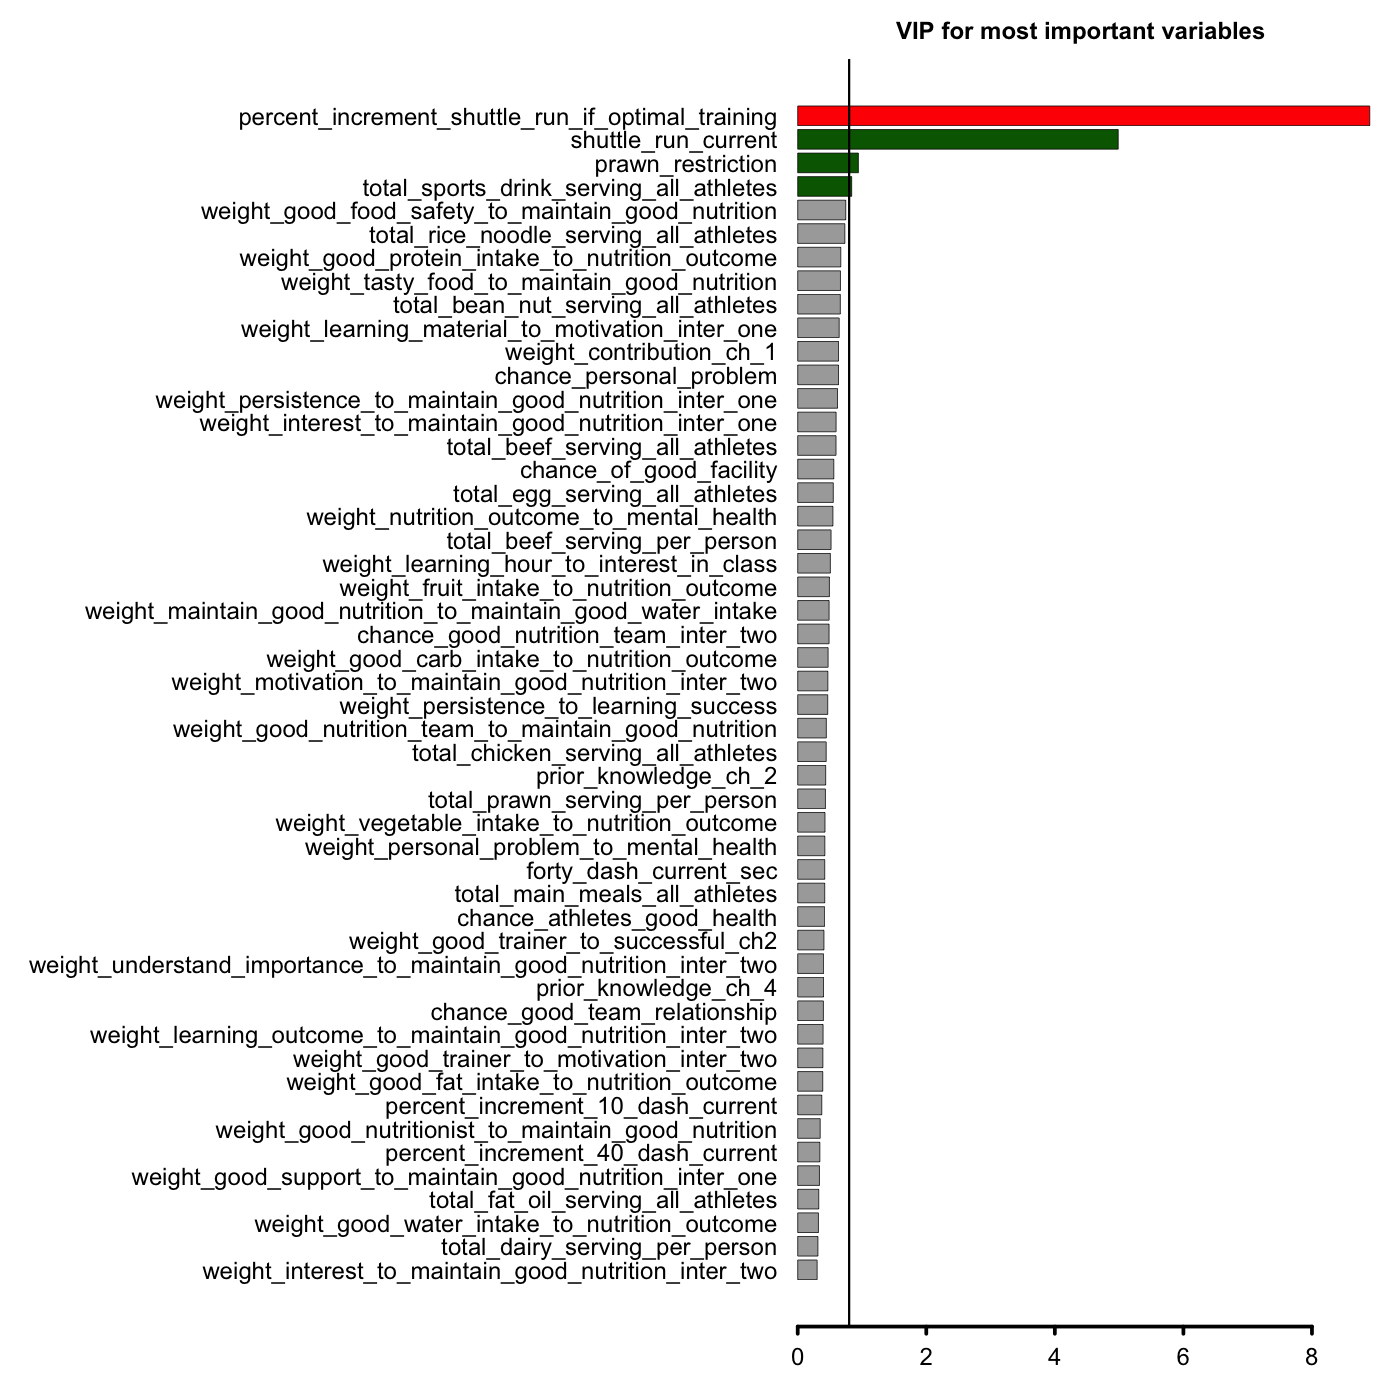 VIP for most important variables
percent_increment_shuttle_run_if_optimal_training
shuttle_run_current
prawn_restriction
total_sports_drink_serving_all_athletes
weight_good_food_safety_to_maintain_good_nutrition
total_rice_noodle_serving_all_athletes
weight_good_protein_intake_to_nutrition_outcome
weight_tasty_food_to_maintain_good_nutrition
total_bean_nut_serving_all_athletes
weight_learning_material_to_motivation_inter_one
weight_contribution_ch_1
chance_personal_problem
weight_persistence_to_maintain_good_nutrition_inter_one
weight_interest_to_maintain_good_nutrition_inter_one
total_beef_serving_all_athletes
chance_of_good_facility
total_egg_serving_all_athletes
weight_nutrition_outcome_to_mental_health
total_beef_serving_per_person
weight_learning_hour_to_interest_in_class
weight_fruit_intake_to_nutrition_outcome
weight_maintain_good_nutrition_to_maintain_good_water_intake
chance_good_nutrition_team_inter_two
weight_good_carb_intake_to_nutrition_outcome
weight_motivation_to_maintain_good_nutrition_inter_two
weight_persistence_to_learning_success
weight_good_nutrition_team_to_maintain_good_nutrition
total_chicken_serving_all_athletes
prior_knowledge_ch_2
total_prawn_serving_per_person
weight_vegetable_intake_to_nutrition_outcome
weight_personal_problem_to_mental_health
forty_dash_current_sec
total_main_meals_all_athletes
chance_athletes_good_health
weight_good_trainer_to_successful_ch2
weight_understand_importance_to_maintain_good_nutrition_inter_two
prior_knowledge_ch_4
chance_good_team_relationship
weight_learning_outcome_to_maintain_good_nutrition_inter_two
weight_good_trainer_to_motivation_inter_two
weight_good_fat_intake_to_nutrition_outcome
percent_increment_10_dash_current
weight_good_nutritionist_to_maintain_good_nutrition
percent_increment_40_dash_current
weight_good_support_to_maintain_good_nutrition_inter_one
total_fat_oil_serving_all_athletes
weight_good_water_intake_to_nutrition_outcome
total_dairy_serving_per_person
weight_interest_to_maintain_good_nutrition_inter_two
0 2 4 6 8